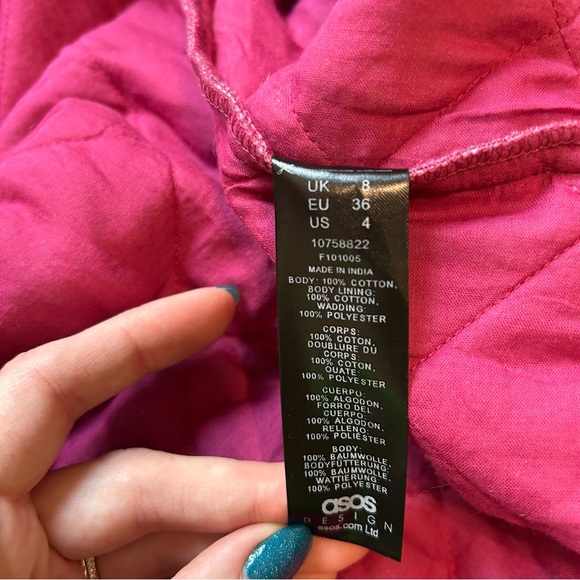 UK 8
EU 36
US 4
10758822
F101005
MADE IN INDIA
BODY: 100% COTTON,
BODY LINING:
100% COTTON,
WADDING:
100% POLYESTER
CORPS:
100% COTON,
DOUBLURE DU
CORPS:
100% COTON,
OUATE:
100% POLYESTER
CUERPO:
100% ALGODON,
FORRO DEL
CUERPO:
100% ALGODON,
RELLENO:
100% POLIESTER
BODY:
100% BAUMWOLLE,
BODYFÜTTERUNG:
100% BAUMWOLLE,
WATTIERUNG:
100% POLYESTER
asos
DESIGN
asos.com Ltd